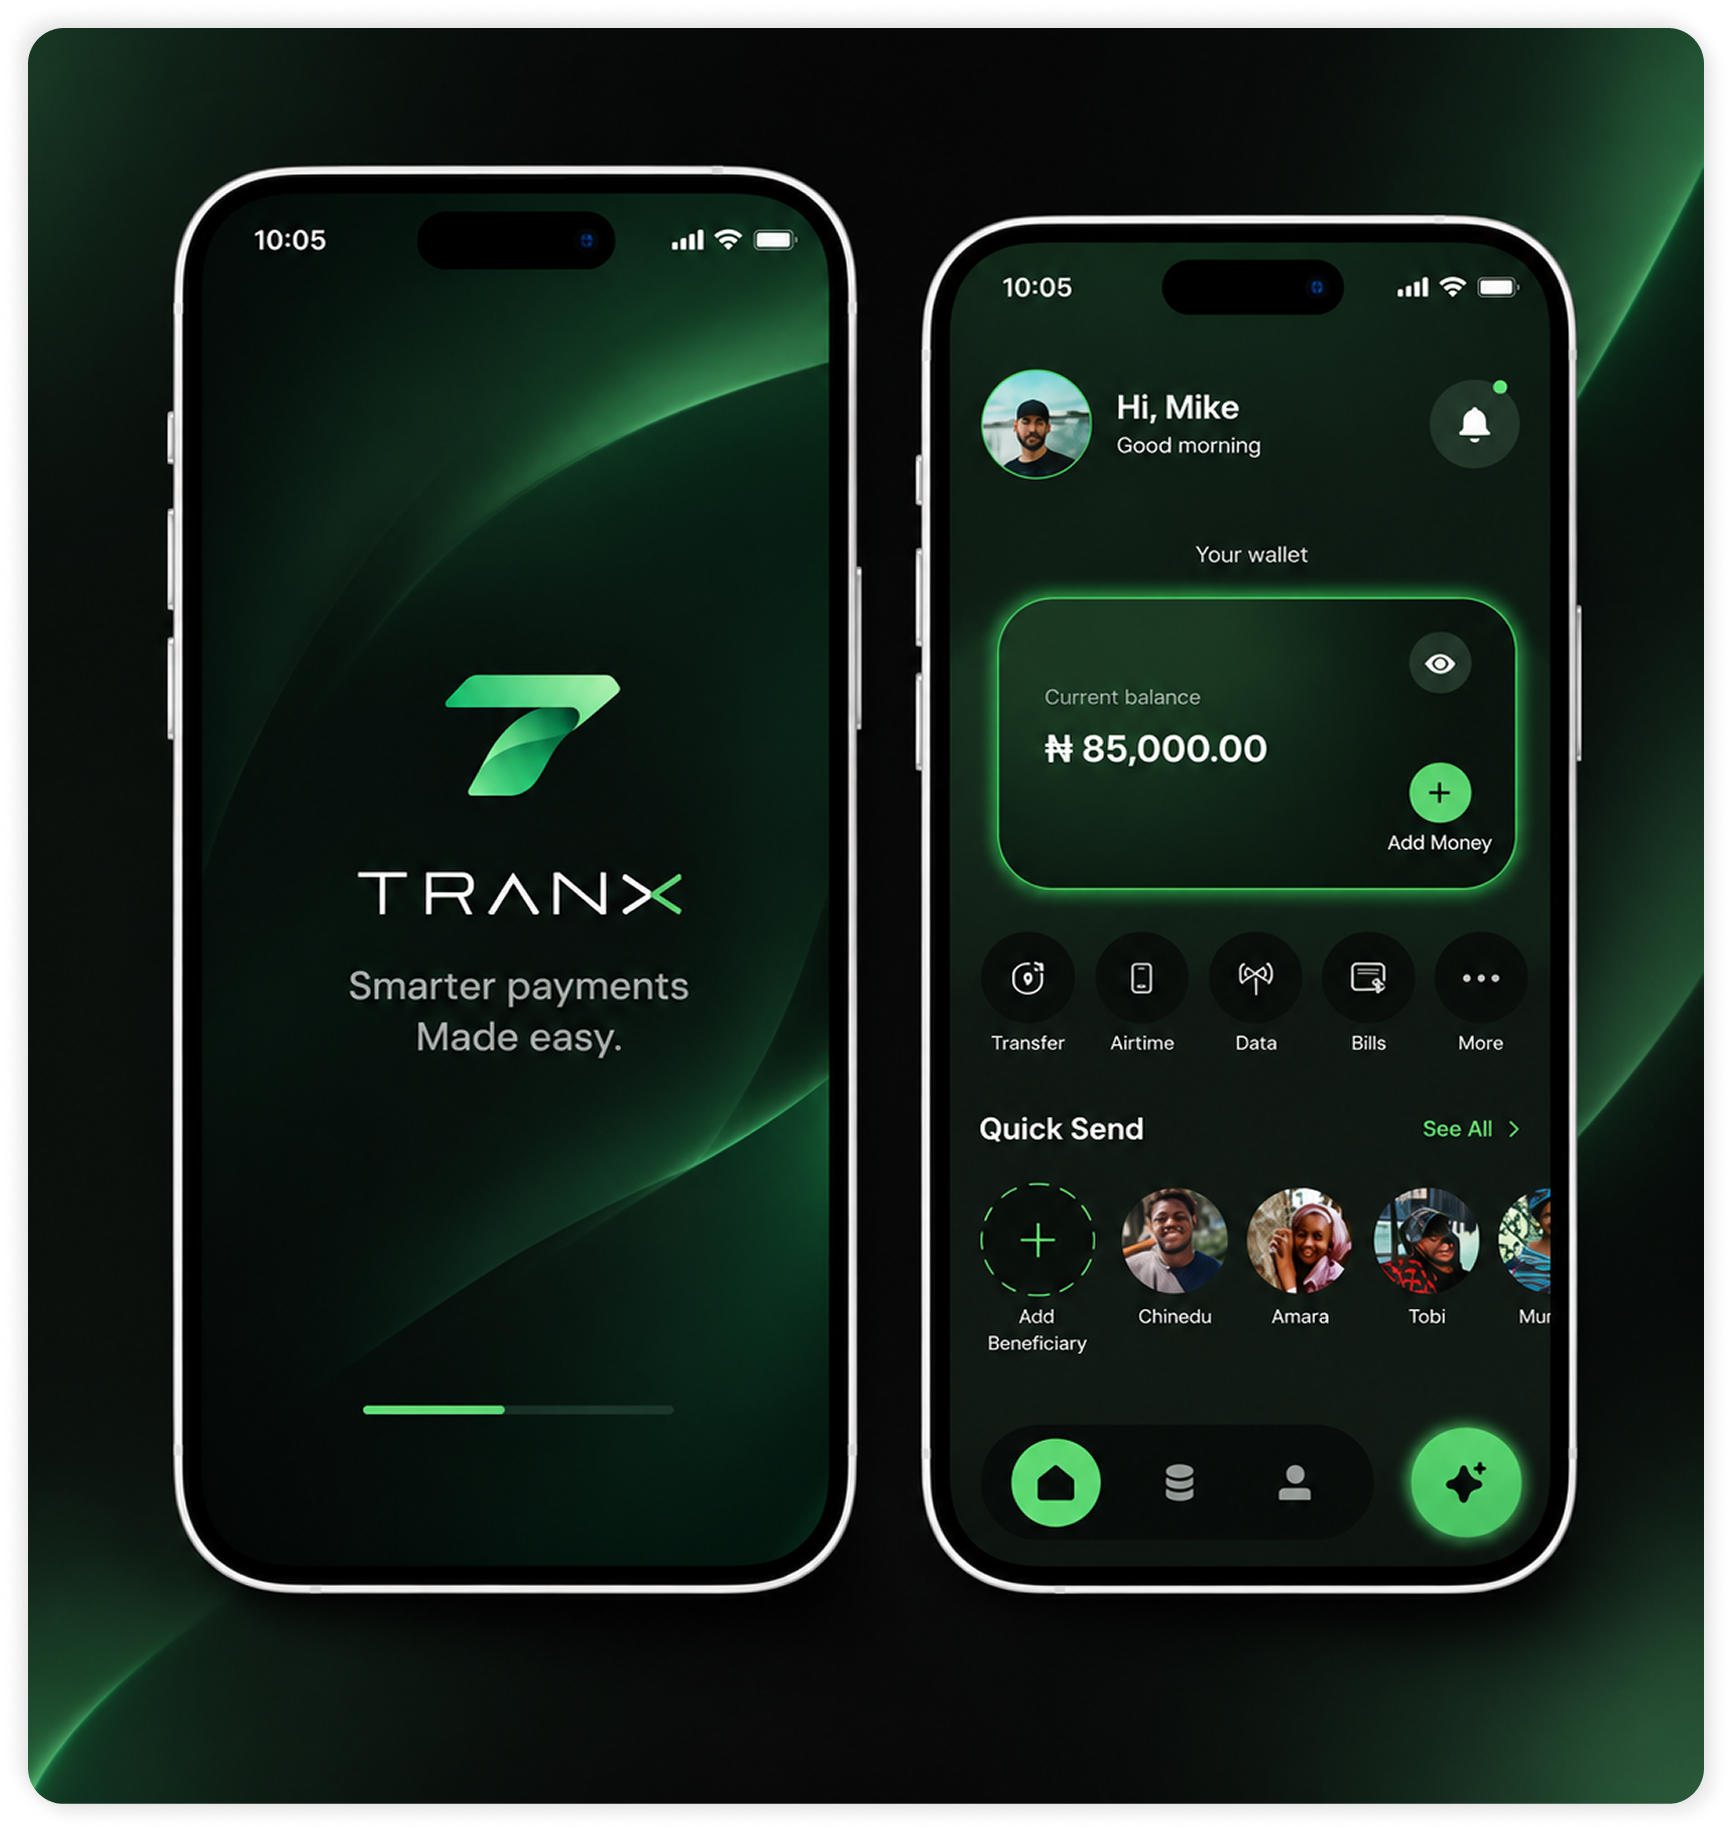 10:05
TRANX
Smarter payments
Made easy.
10:05
Hi, Mike
Good morning
Your wallet
Current balance
₦ 85,000.00
Add Money
Transfer
Airtime
Data
Bills
More
Quick Send
See All
Add
Beneficiary
Chinedu
Amara
Tobi
Mur